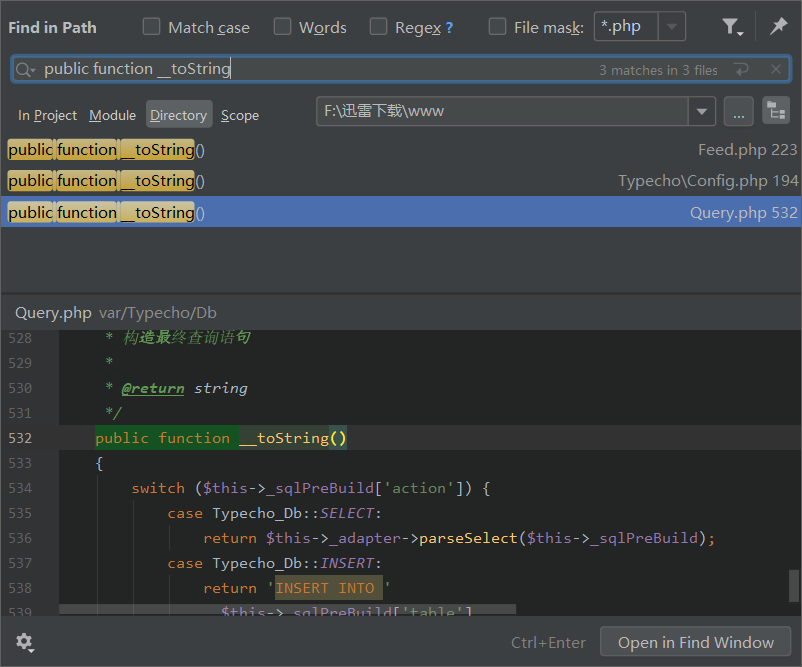 Find in Path Match case Words Regex ? File mask: *.php
public function __toString 3 matches in 3 files
In Project Module Directory Scope F:\迅雷下载\www ...
public function __toString() Feed.php 223
public function __toString() Typecho\Config.php 194
public function __toString() Query.php 532
Query.php var/Typecho/Db
528 * 构造最终查询语句
529 *
530 * @return string
531 */
532 public function __toString()
533 {
534 switch ($this->_sqlPreBuild['action']) {
535 case Typecho_Db::SELECT:
536 return $this->_adapter->parseSelect($this->_sqlPreBuild);
537 case Typecho_Db::INSERT:
538 return 'INSERT INTO '
539 $this->_sqlPreBuild['table']
Ctrl+Enter Open in Find Window